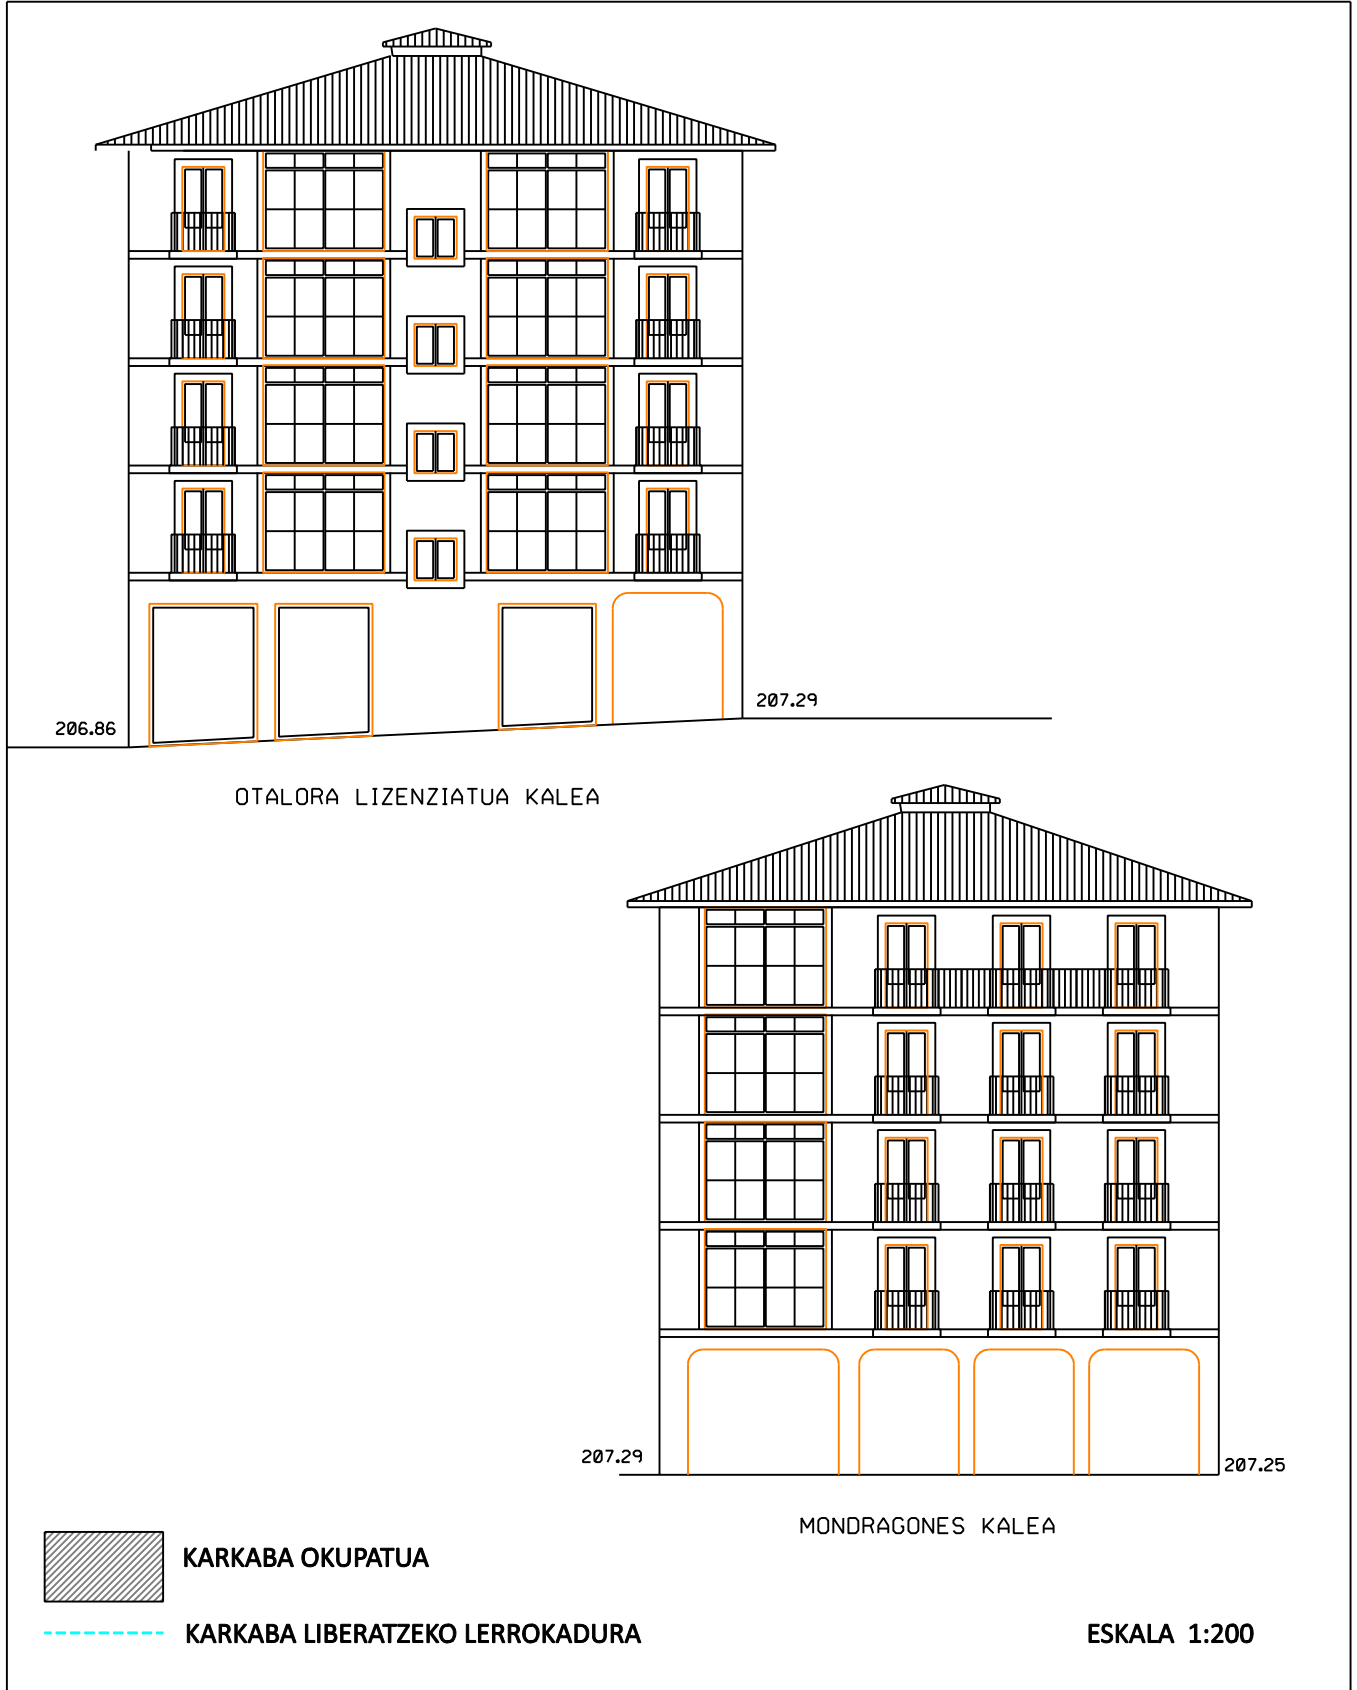 207.29
206.86
OTALORA LIZENZIATUA KALEA
207.29
207.25
MONDRAGONES KALEA
KARKABA OKUPATUA
KARKABA LIBERATZEKO LERROKADURA
ESKALA 1:200